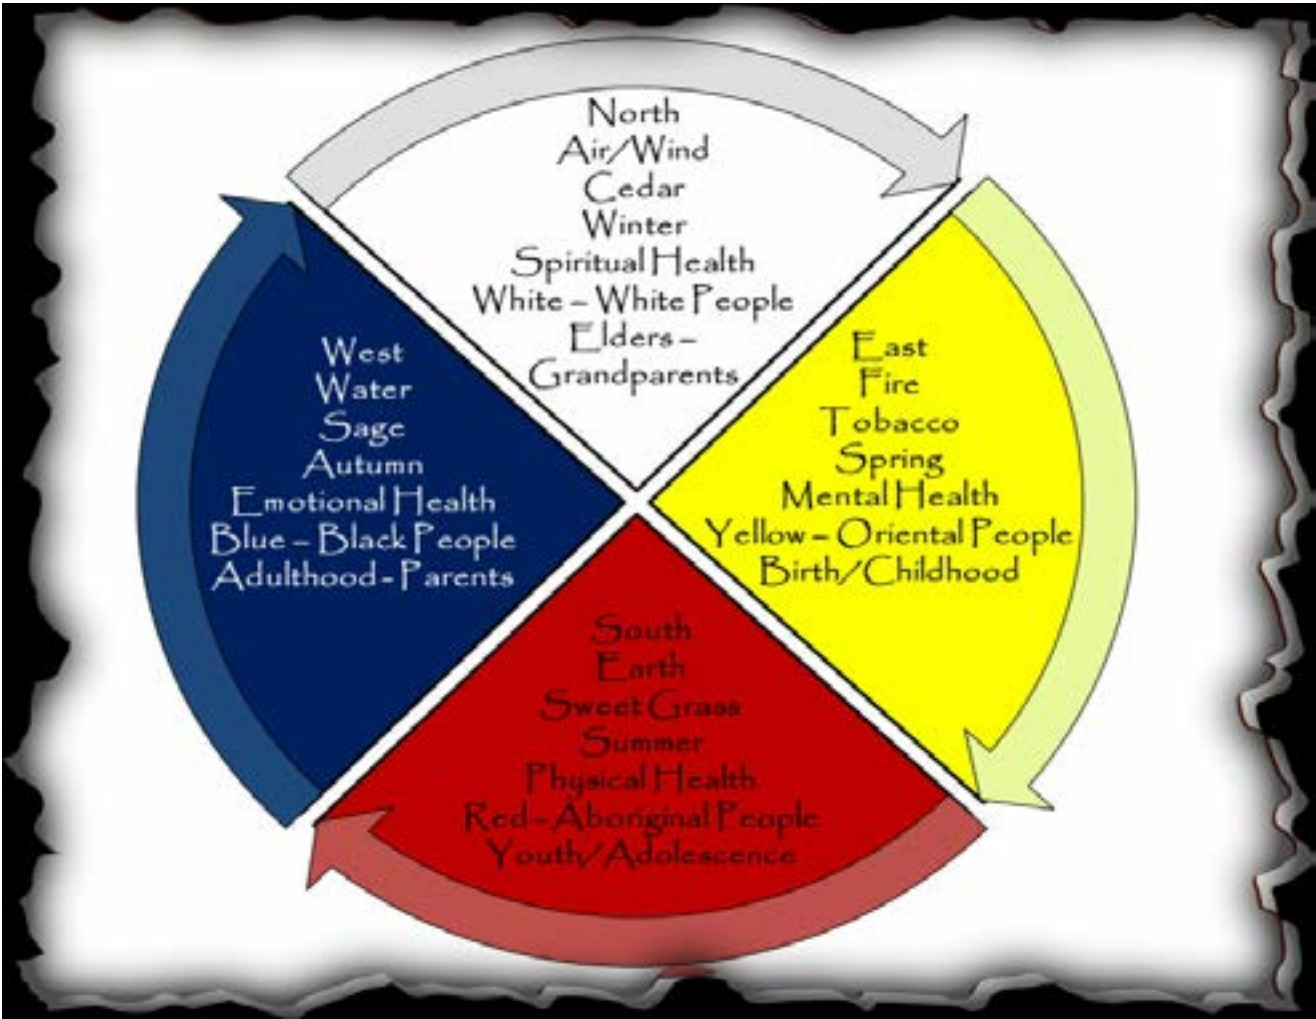 North
Air/Wind
Cedar
Winter
Spiritual Health
White – White People
Elders –
Grandparents
East
Fire
Tobacco
Spring
Mental Health
Yellow – Oriental People
Birth/Childhood
South
Earth
Sweet Grass
Summer
Physical Health
Red - Aboriginal People
Youth/Adolescence
West
Water
Sage
Autumn
Emotional Health
Blue – Black People
Adulthood - Parents